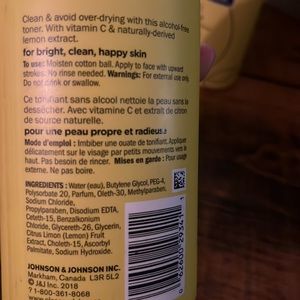 Clean & avoid over-drying with this alcohol-free
toner. With vitamin C & naturally-derived
lemon extract.
for bright, clean, happy skin
To use: Moisten cotton ball. Apply to face with upward
strokes. No rinse needed. Warnings: For external use only.
Do not drink or swallow.
Ce tonifiant sans alcool nettoie la peau sans la
dessécher. Avec vitamine C et extrait de citron
de source naturelle.
pour une peau propre et radieuse
Mode d'emploi : Imbiber une ouate de tonifiant. Appliquer
délicatement sur le visage par petits mouvements vers le
haut. Pas besoin de rincer. Mises en garde : Pour usage
externe. Ne pas boire.
INGREDIENTS : Water (eau), Butylene Glycol, PEG-4,
Polysorbate 20, Parfum, Oleth-30, Methylparaben,
Sodium Chloride,
Propylparaben, Disodium EDTA,
Ceteth-15, Benzalkonium
Chloride, Glycereth-26, Glycerin,
Citrus Limon (Lemon) Fruit
Extract, Choleth-15, Ascorbyl
Palmitate, Sodium Hydroxide.
JOHNSON & JOHNSON INC.
Markham, Canada L3R 5L2
© J&J Inc. 2018
? 1-800-361-8068